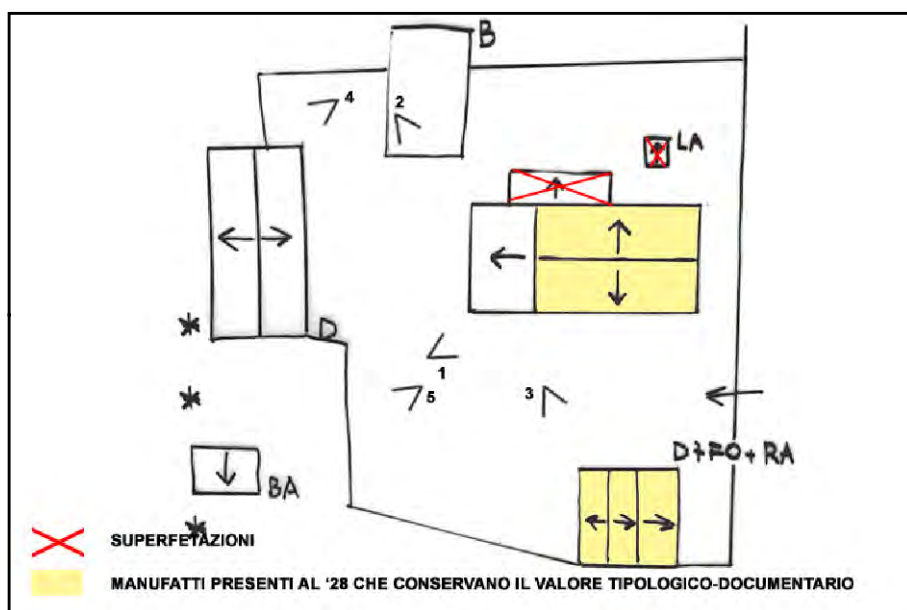 B
4
2
LA
D
1
5
3
D+FO+RA
BA
SUPERFETAZIONI
MANUFATTI PRESENTI AL '28 CHE CONSERVANO IL VALORE TIPOLOGICO-DOCUMENTARIO